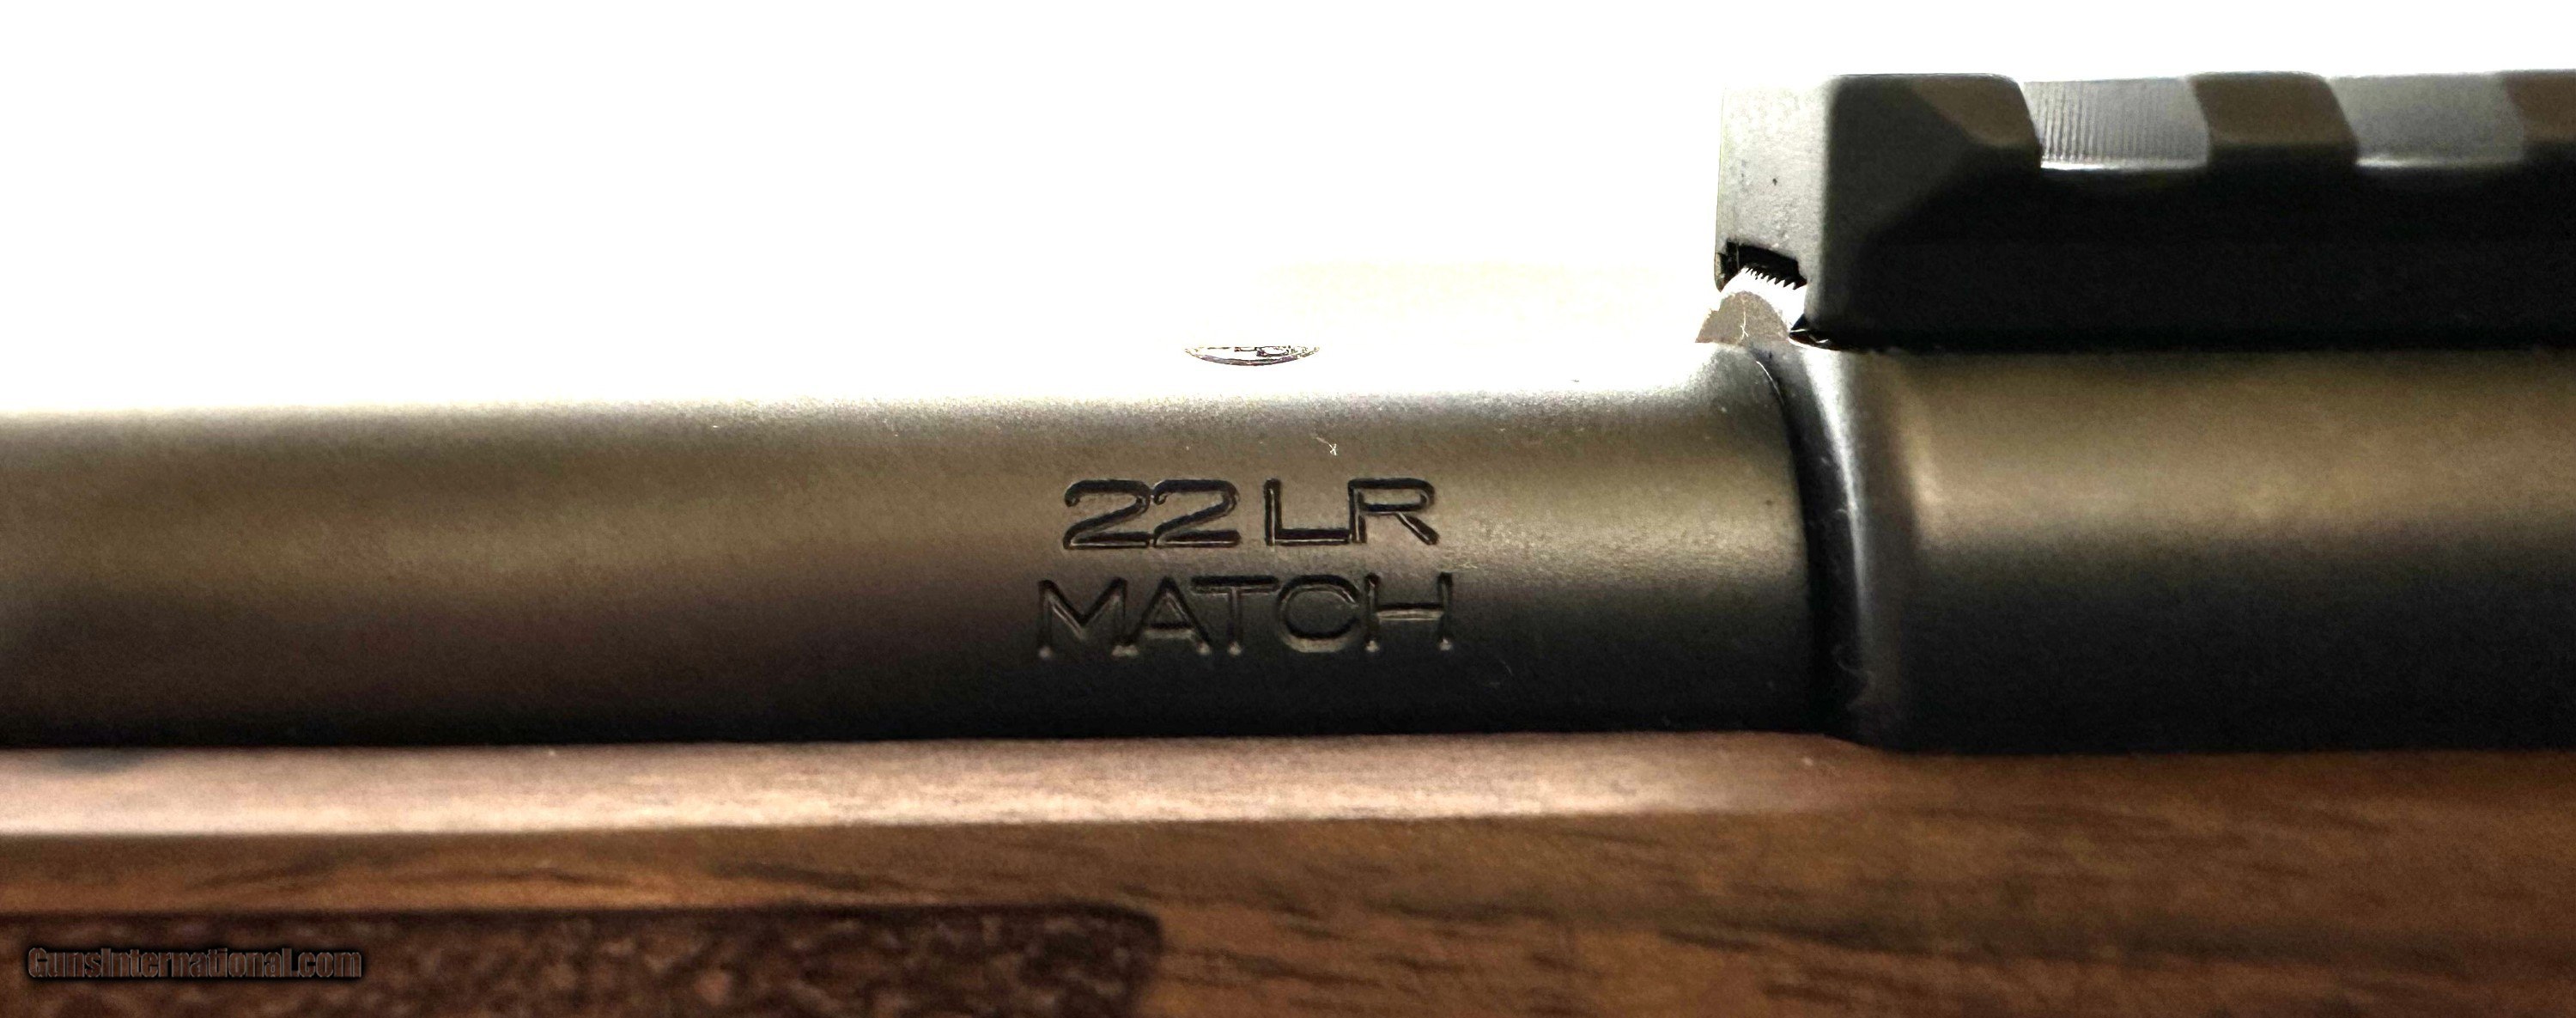 22 LR
MATCH
GunsInternational.com